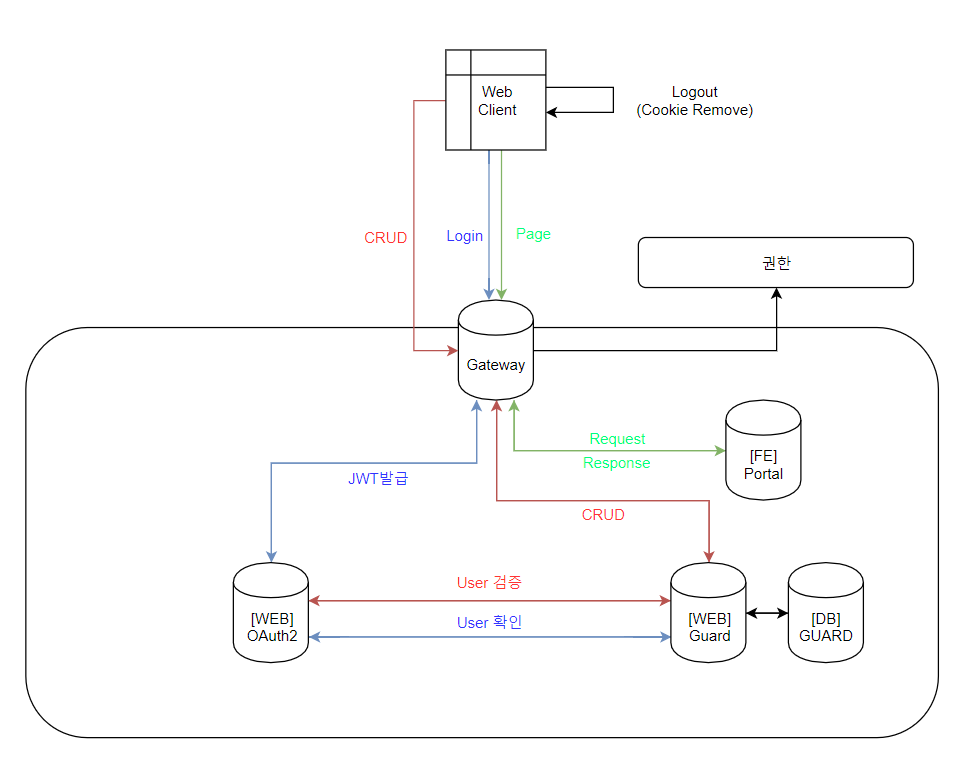 Web
Client
Logout
(Cookie Remove)
CRUD
Login
Page
권한
Gateway
Request
Response
[FE]
Portal
JWT발급
CRUD
User 검증
User 확인
[WEB]
OAuth2
[WEB]
Guard
[DB]
GUARD